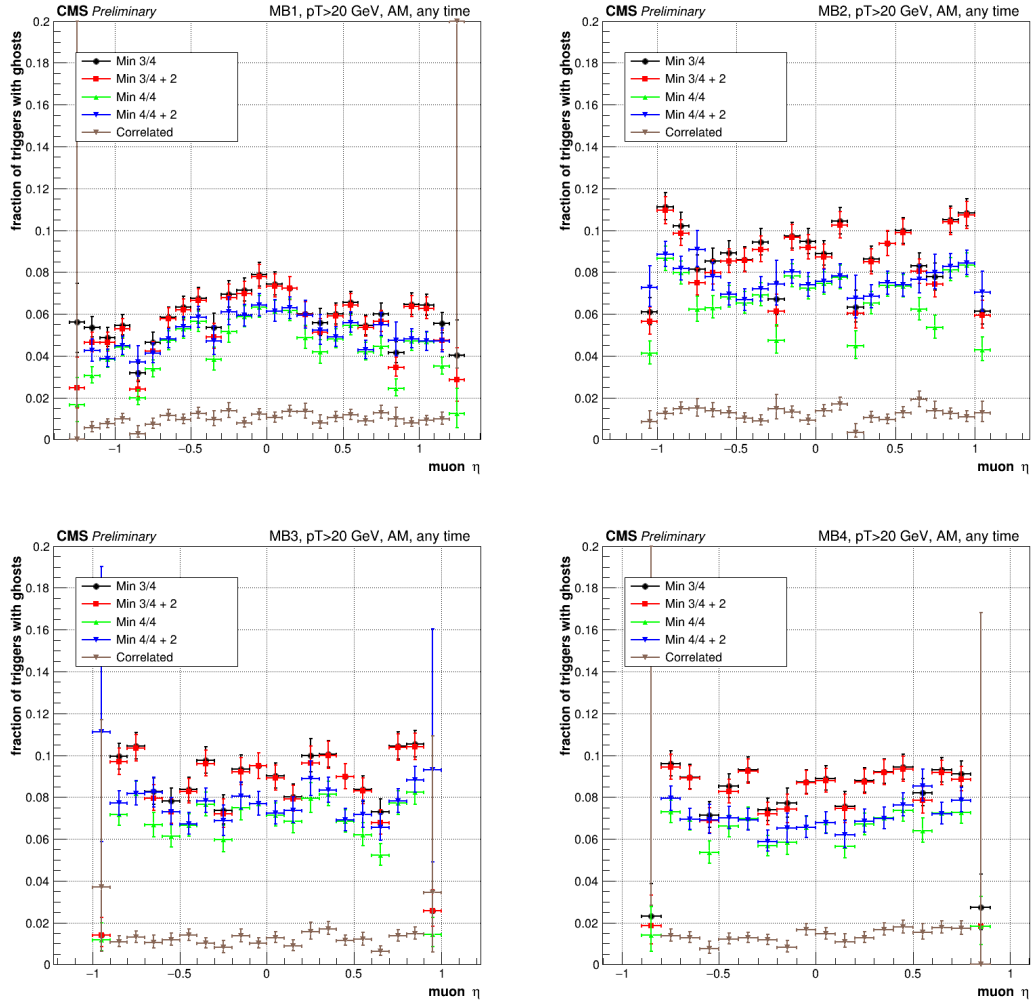 CMS Preliminary MB1, pT>20 GeV, AM, any time
fraction of triggers with ghosts
0.2
0.18
0.16
0.14
0.12
0.1
0.08
0.06
0.04
0.02
0
Min 3/4
Min 3/4 + 2
Min 4/4
Min 4/4 + 2
Correlated
−1 −0.5 0 0.5 1
muon η
CMS Preliminary MB2, pT>20 GeV, AM, any time
fraction of triggers with ghosts
0.2
0.18
0.16
0.14
0.12
0.1
0.08
0.06
0.04
0.02
0
Min 3/4
Min 3/4 + 2
Min 4/4
Min 4/4 + 2
Correlated
−1 −0.5 0 0.5 1
muon η
CMS Preliminary MB3, pT>20 GeV, AM, any time
fraction of triggers with ghosts
0.2
0.18
0.16
0.14
0.12
0.1
0.08
0.06
0.04
0.02
0
Min 3/4
Min 3/4 + 2
Min 4/4
Min 4/4 + 2
Correlated
−1 −0.5 0 0.5 1
muon η
CMS Preliminary MB4, pT>20 GeV, AM, any time
fraction of triggers with ghosts
0.2
0.18
0.16
0.14
0.12
0.1
0.08
0.06
0.04
0.02
0
Min 3/4
Min 3/4 + 2
Min 4/4
Min 4/4 + 2
Correlated
−1 −0.5 0 0.5 1
muon η